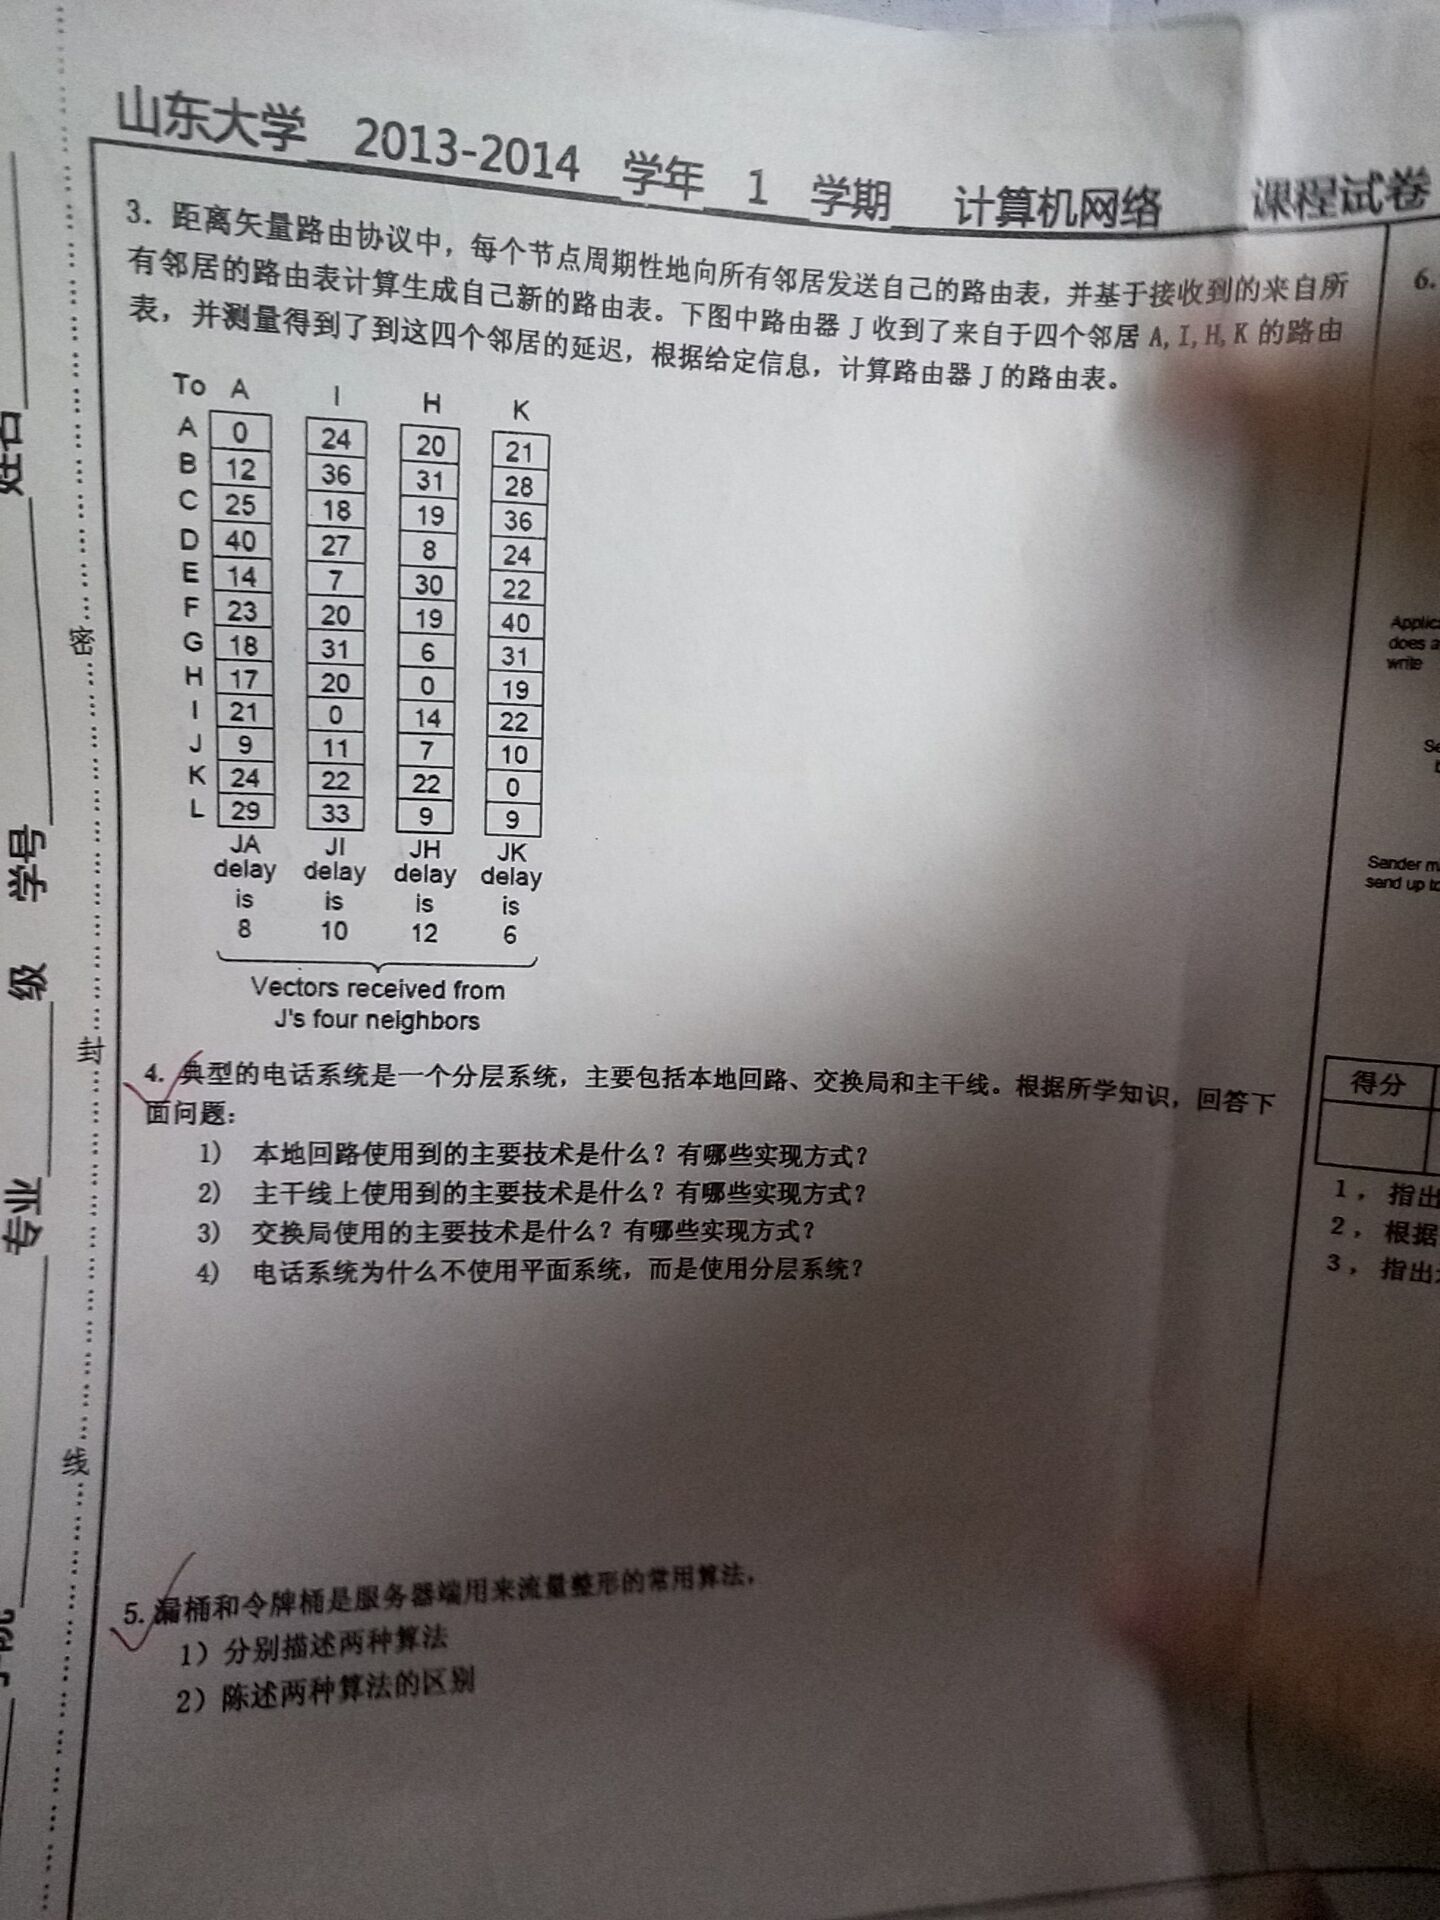 山东大学 2013-2014 学年 1 学期 计算机网络 课程试卷
3. 距离矢量路由协议中，每个节点周期性地向所有邻居发送自己的路由表，并基于接收到的来自所
有邻居的路由表计算生成自己新的路由表。下图中路由器 J 收到了来自于四个邻居 A,I,H,K 的路由
表，并测量得到了到这四个邻居的延迟，根据给定信息，计算路由器 J 的路由表。
To A I H K
A 0 24 20 21
B 12 36 31 28
C 25 18 19 36
D 40 27 8 24
E 14 7 30 22
F 23 20 19 40
G 18 31 6 31
H 17 20 0 19
I 21 0 14 22
J 9 11 7 10
K 24 22 22 0
L 29 33 9 9
JA JI JH JK
delay delay delay delay
is is is is
8 10 12 6
Vectors received from
J's four neighbors
4. 典型的电话系统是一个分层系统，主要包括本地回路、交换局和主干线。根据所学知识，回答下
面问题：
1） 本地回路使用到的主要技术是什么？有哪些实现方式？
2） 主干线上使用到的主要技术是什么？有哪些实现方式？
3） 交换局使用的主要技术是什么？有哪些实现方式？
4） 电话系统为什么不使用平面系统，而是使用分层系统？
5. 漏桶和令牌桶是服务器端用来流量整形的常用算法，
1）分别描述两种算法
2）陈述两种算法的区别
姓名
学号
级
专业
密
封
线
6.
does a
write
Sender
send up to
得分
1， 指出
2， 根据
3， 指出